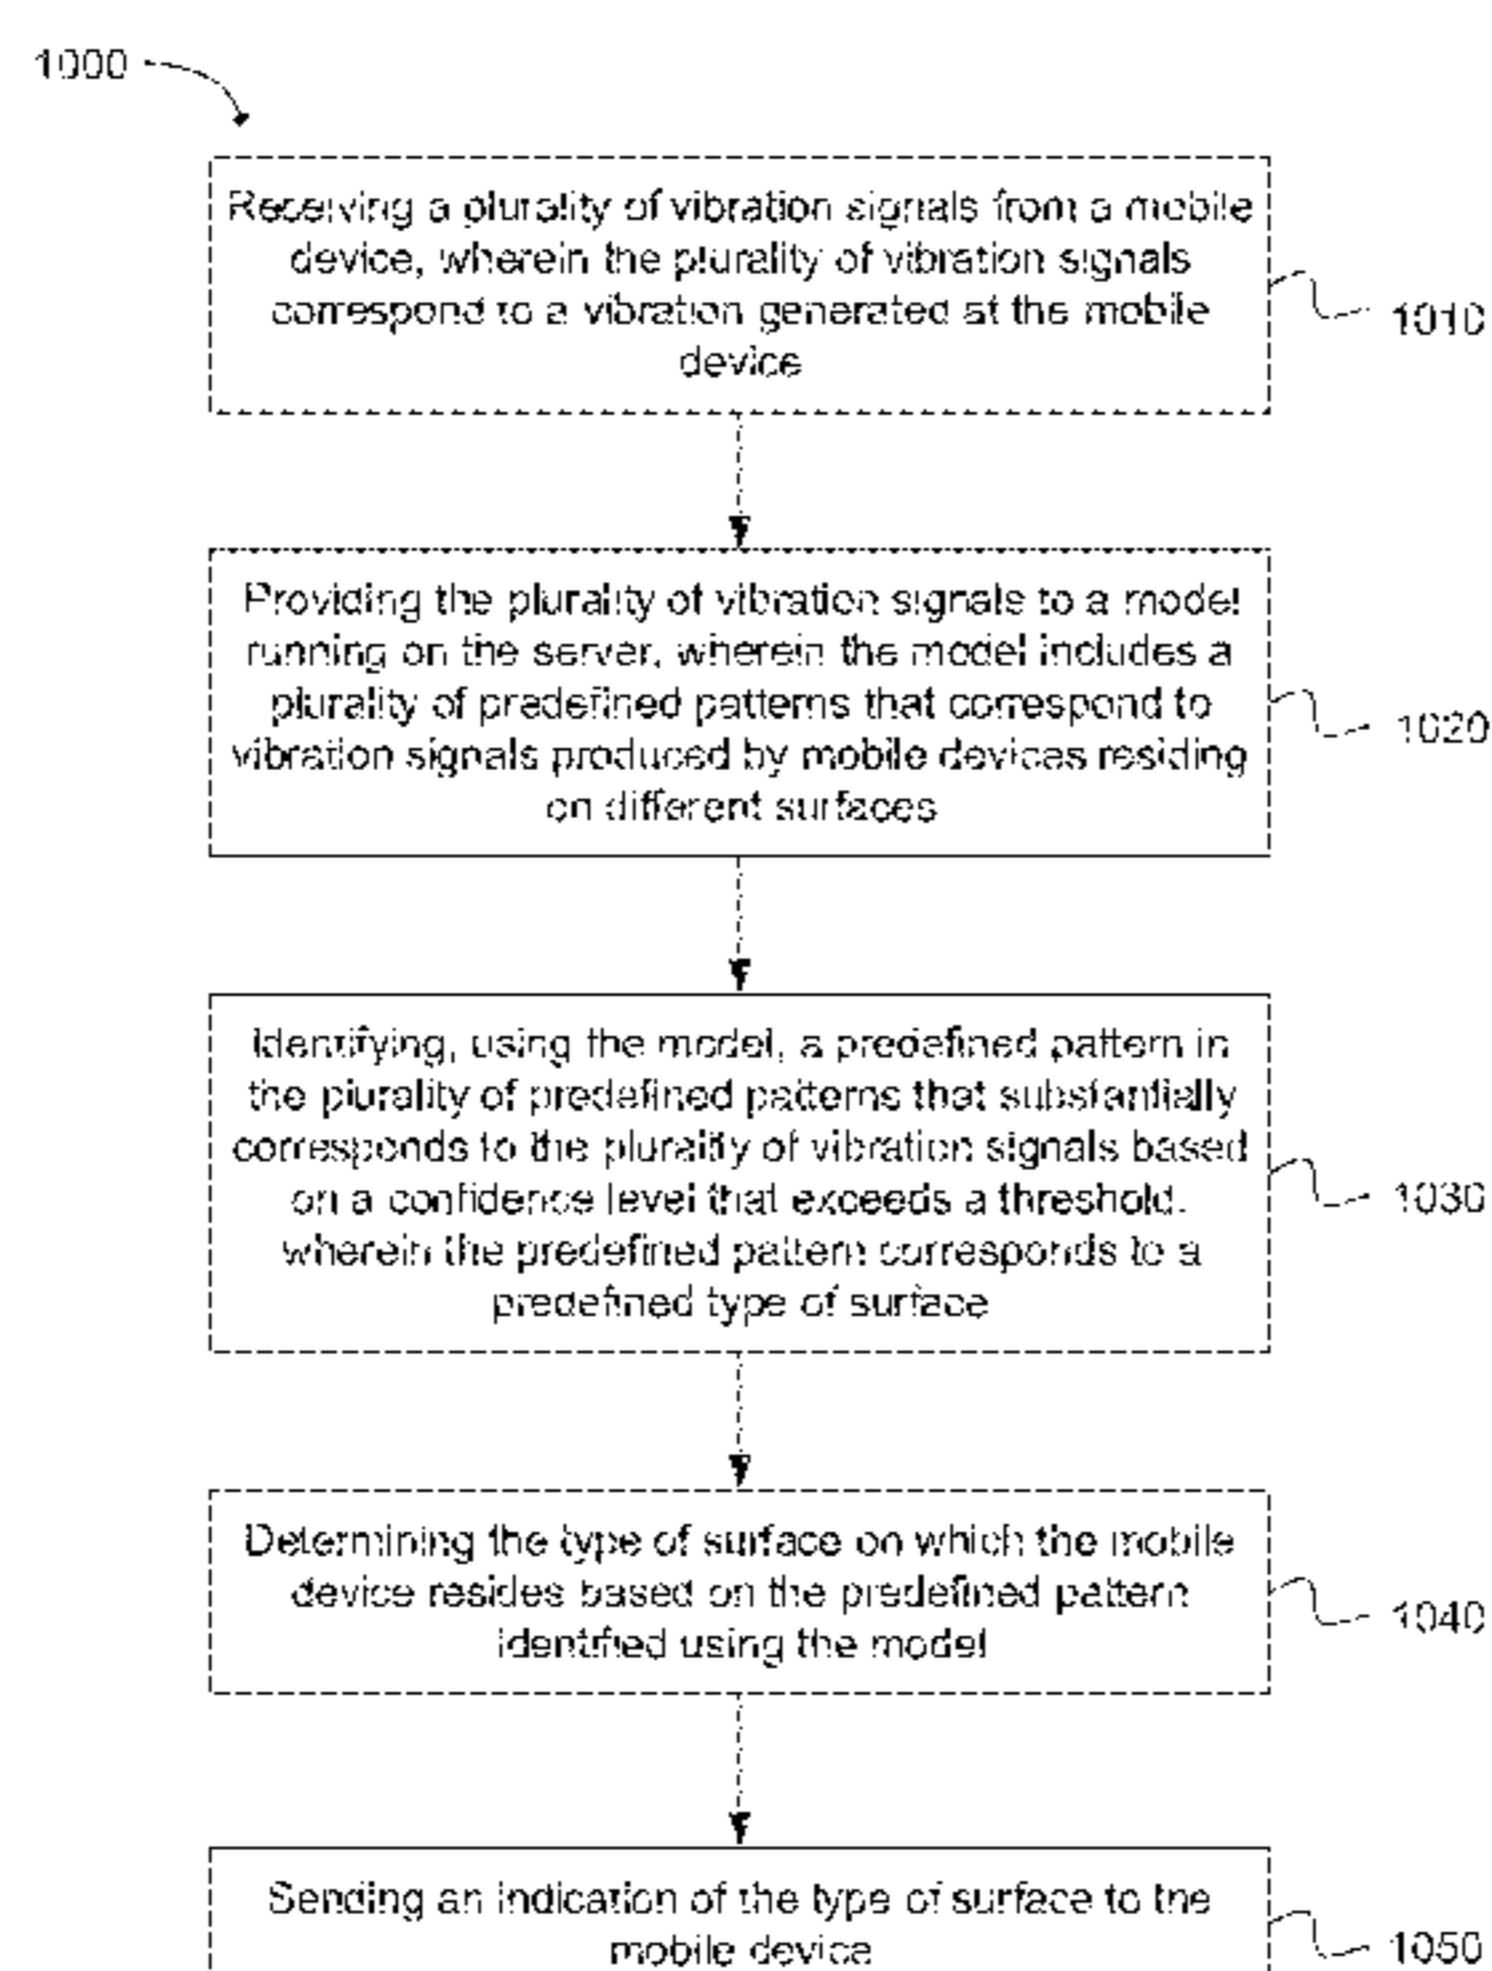 1000
Receiving a plurality of vibration signals from a mobile
device, wherein the plurality of vibration signals
correspond to a vibration generated at the mobile
device
1010
Providing the plurality of vibration signals to a model
running on the server, wherein the model includes a
plurality of predefined patterns that correspond to
vibration signals produced by mobile devices residing
on different surfaces
1020
Identifying, using the model, a predefined pattern in
the plurality of predefined patterns that substantially
corresponds to the plurality of vibration signals based
on a confidence level that exceeds a threshold,
wherein the predefined pattern corresponds to a
predefined type of surface
1030
Determining the type of surface on which the mobile
device resides based on the predefined pattern
identified using the model
1040
Sending an indication of the type of surface to the
mobile device
1050